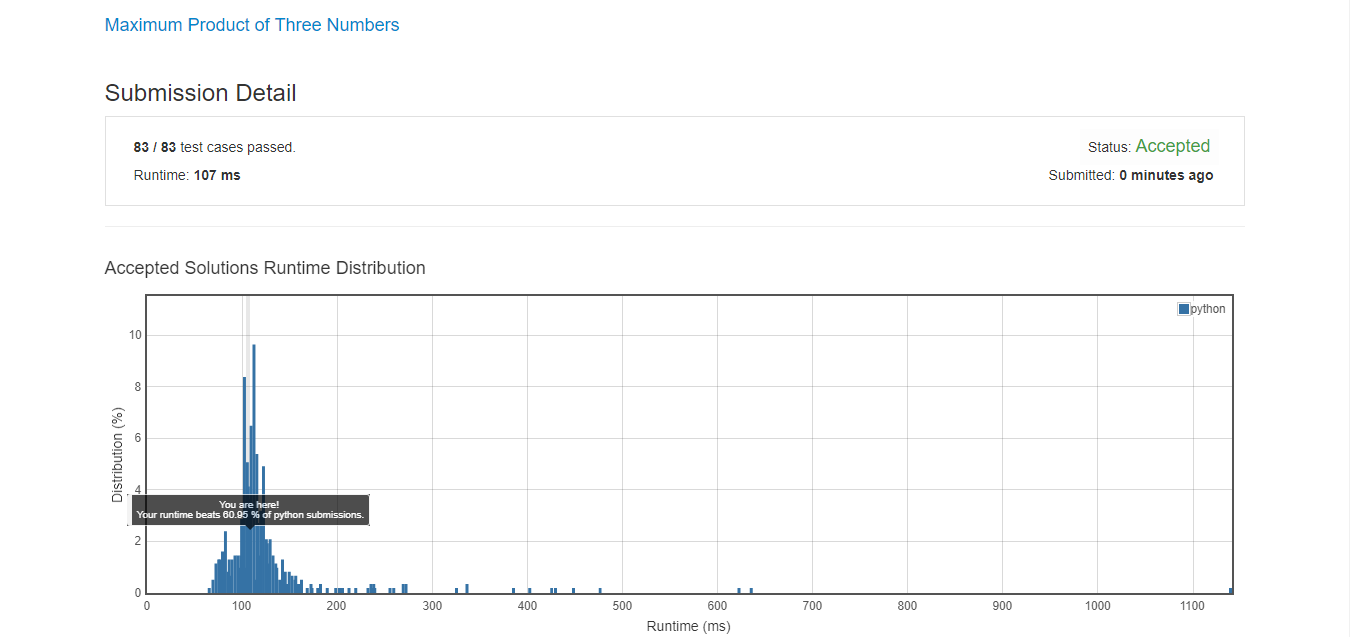 Maximum Product of Three Numbers
Submission Detail
83 / 83 test cases passed.
Status: Accepted
Runtime: 107 ms
Submitted: 0 minutes ago
Accepted Solutions Runtime Distribution
python
Distribution (%)
10
8
6
4
2
0
You are here!
Your runtime beats 60.95 % of python submissions.
0 100 200 300 400 500 600 700 800 900 1000 1100
Runtime (ms)